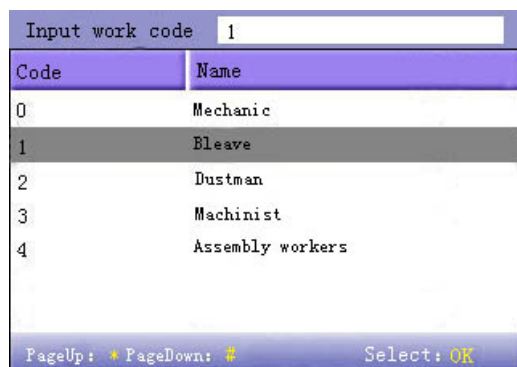 Input work code 1
Code Name
0 Mechanic
1 Bleave
2 Dustman
3 Machinist
4 Assembly workers
PageUp: * PageDown: # Select: OK